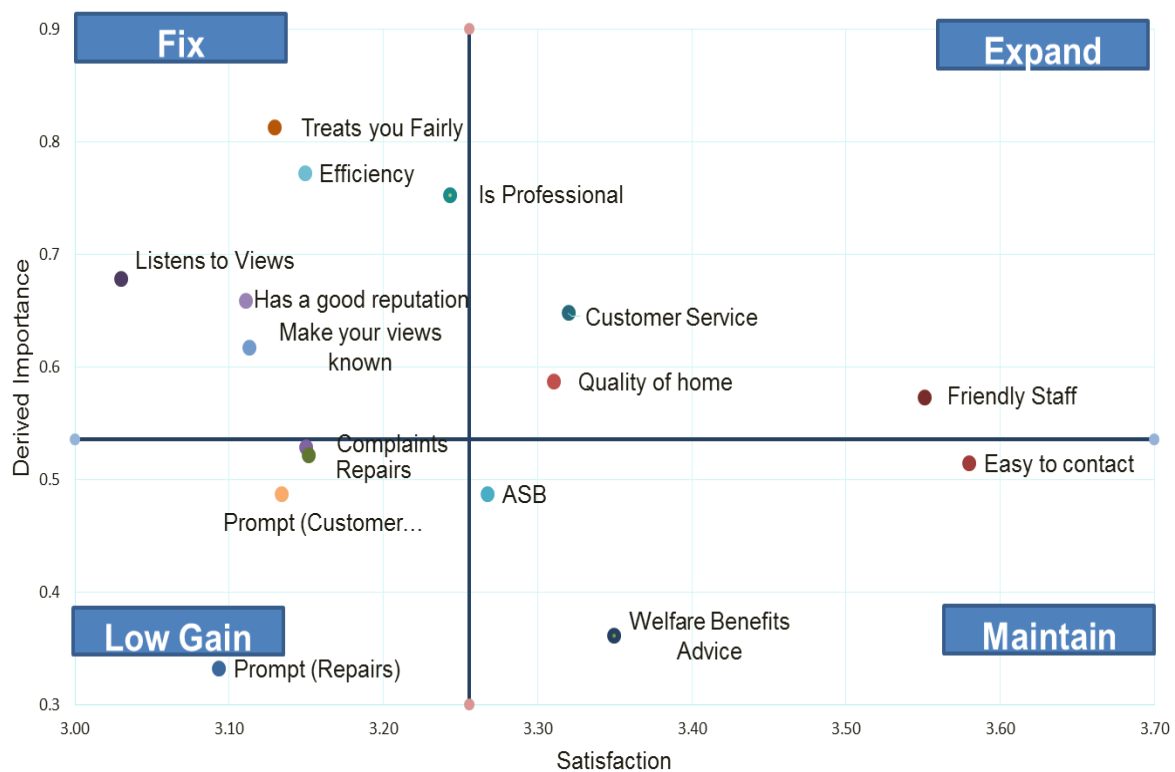 Fix
Expand
0.9
0.8
0.7
0.6
0.5
0.4
0.3
Derived Importance
Treats you Fairly
Efficiency
Is Professional
Listens to Views
Has a good reputation
Make your views
known
Customer Service
Quality of home
Friendly Staff
Complaints
Repairs
Easy to contact
Prompt (Customer…
ASB
Welfare Benefits
Advice
Low Gain
Maintain
Prompt (Repairs)
3.00 3.10 3.20 3.30 3.40 3.50 3.60 3.70
Satisfaction